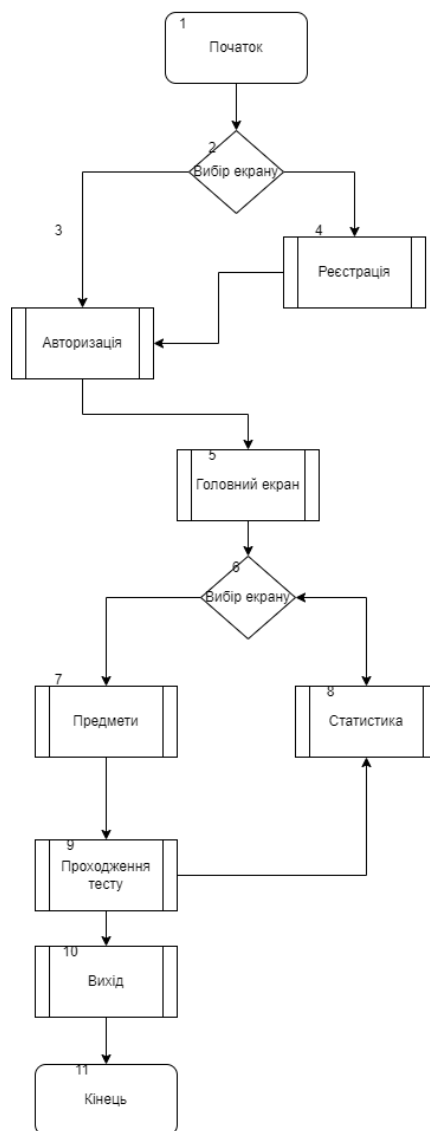 1
Початок
2
Вибір екрану
3
4
Реєстрація
Авторизація
5
Головний екран
6
Вибір екрану
7
Предмети
8
Статистика
9
Проходження
тесту
10
Вихід
11
Кінець